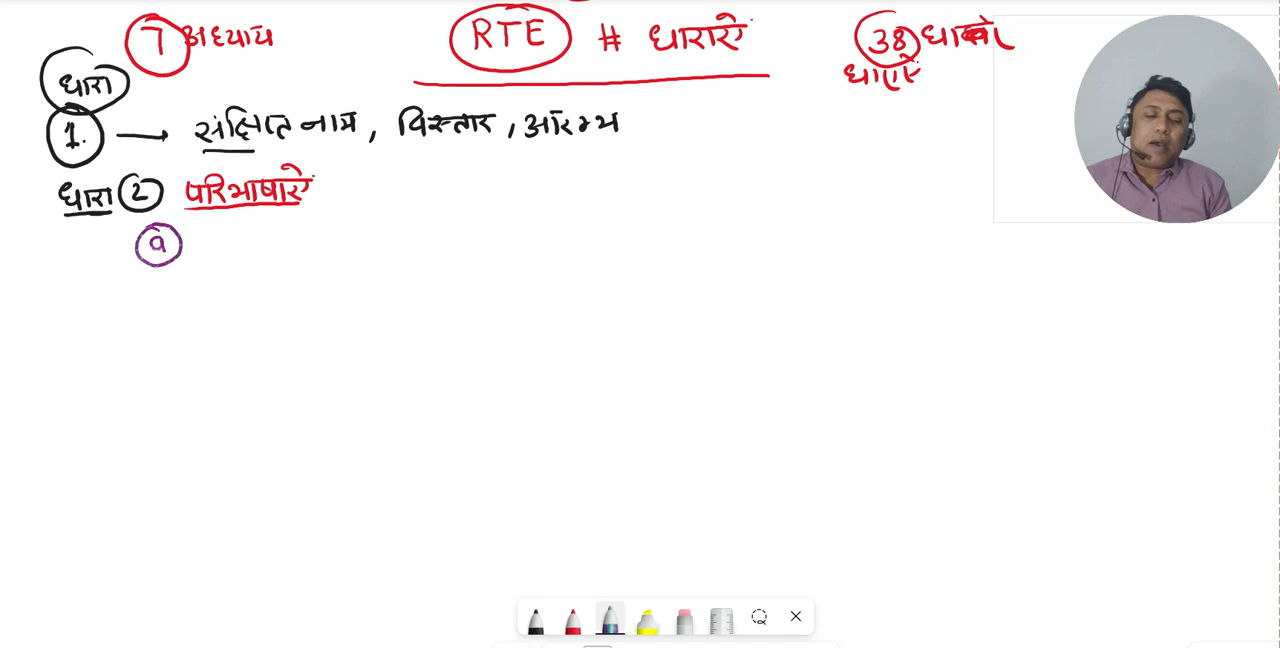 7 अध्याय RTE # धाराऐ 38
धाराऐ
धारा
1. → संक्षिप्त नाम, विस्तार, आरम्भ
धारा 2 परिभाषाऐ
a